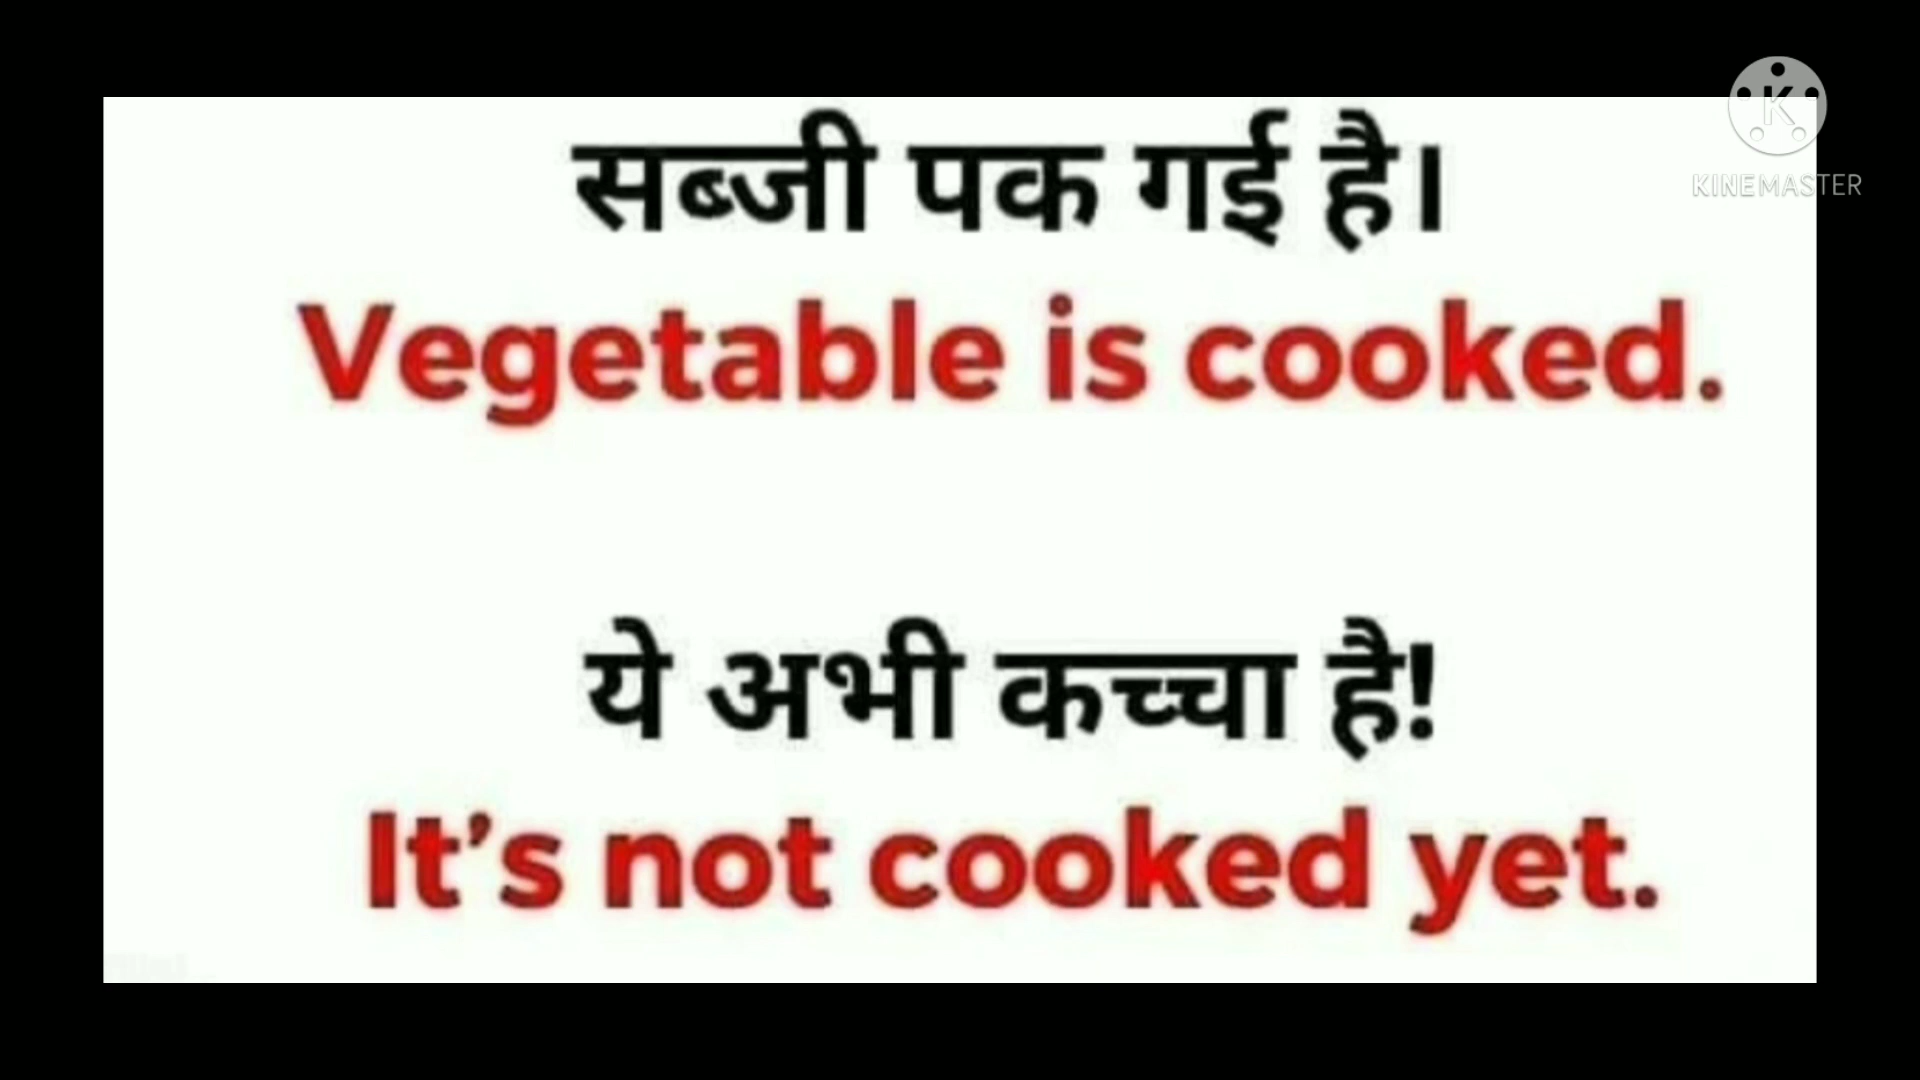 सब्जी पक गई है।
Vegetable is cooked.
ये अभी कच्चा है!
It's not cooked yet.
KINEMASTER